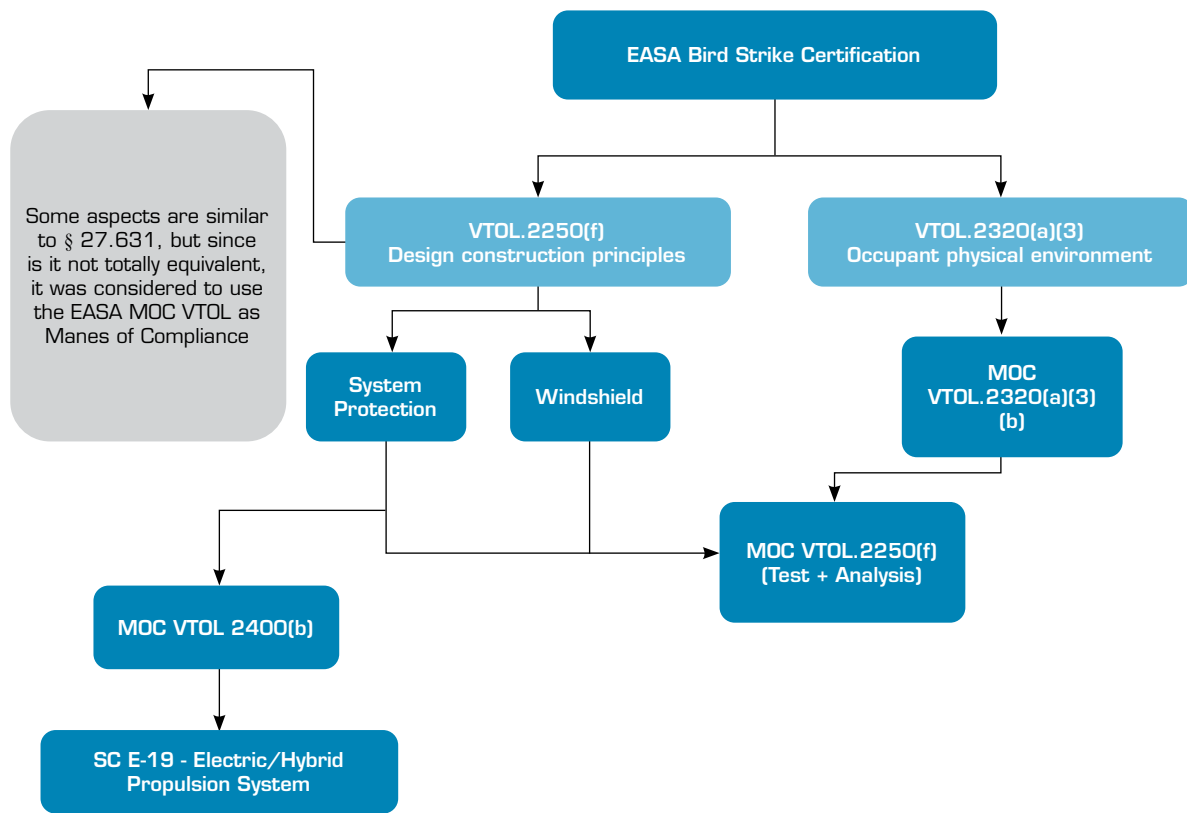 EASA Bird Strike Certification
Some aspects are similar
to § 27.631, but since
is it not totally equivalent,
it was considered to use
the EASA MOC VTOL as
Manes of Compliance
VTOL.2250(f)
Design construction principles
VTOL.2320(a)(3)
Occupant physical environment
System
Protection
Windshield
MOC
VTOL.2320(a)(3)
(b)
MOC VTOL.2250(f)
(Test + Analysis)
MOC VTOL 2400(b)
SC E-19 - Electric/Hybrid
Propulsion System